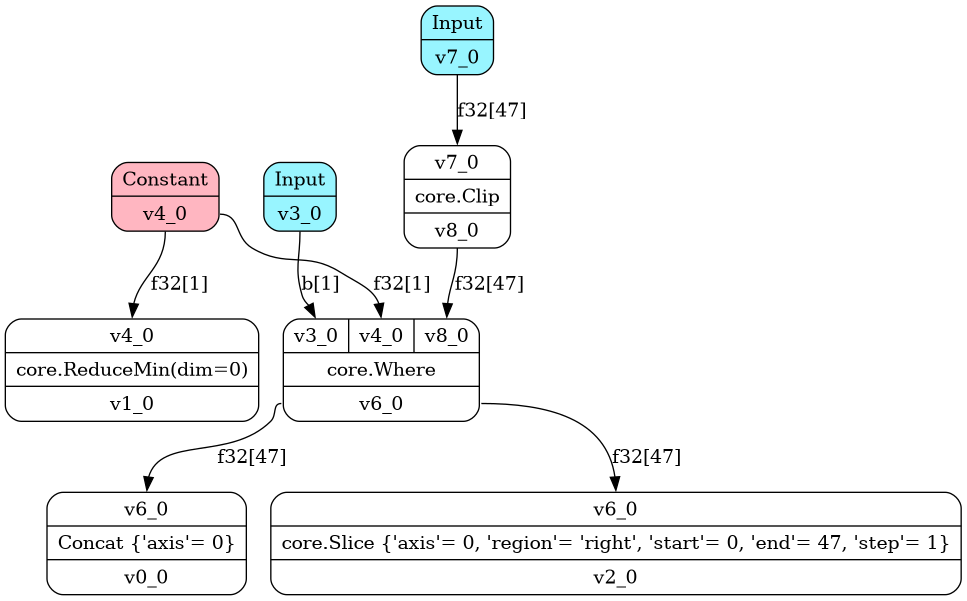 Input
v7_0
f32[47]
v7_0
core.Clip
v8_0
Constant
v4_0
Input
v3_0
f32[1]
b[1]
f32[1]
f32[47]
v4_0
core.ReduceMin(dim=0)
v1_0
v3_0 v4_0 v8_0
core.Where
v6_0
f32[47]
f32[47]
v6_0
Concat {'axis'= 0}
v0_0
v6_0
core.Slice {'axis'= 0, 'region'= 'right', 'start'= 0, 'end'= 47, 'step'= 1}
v2_0